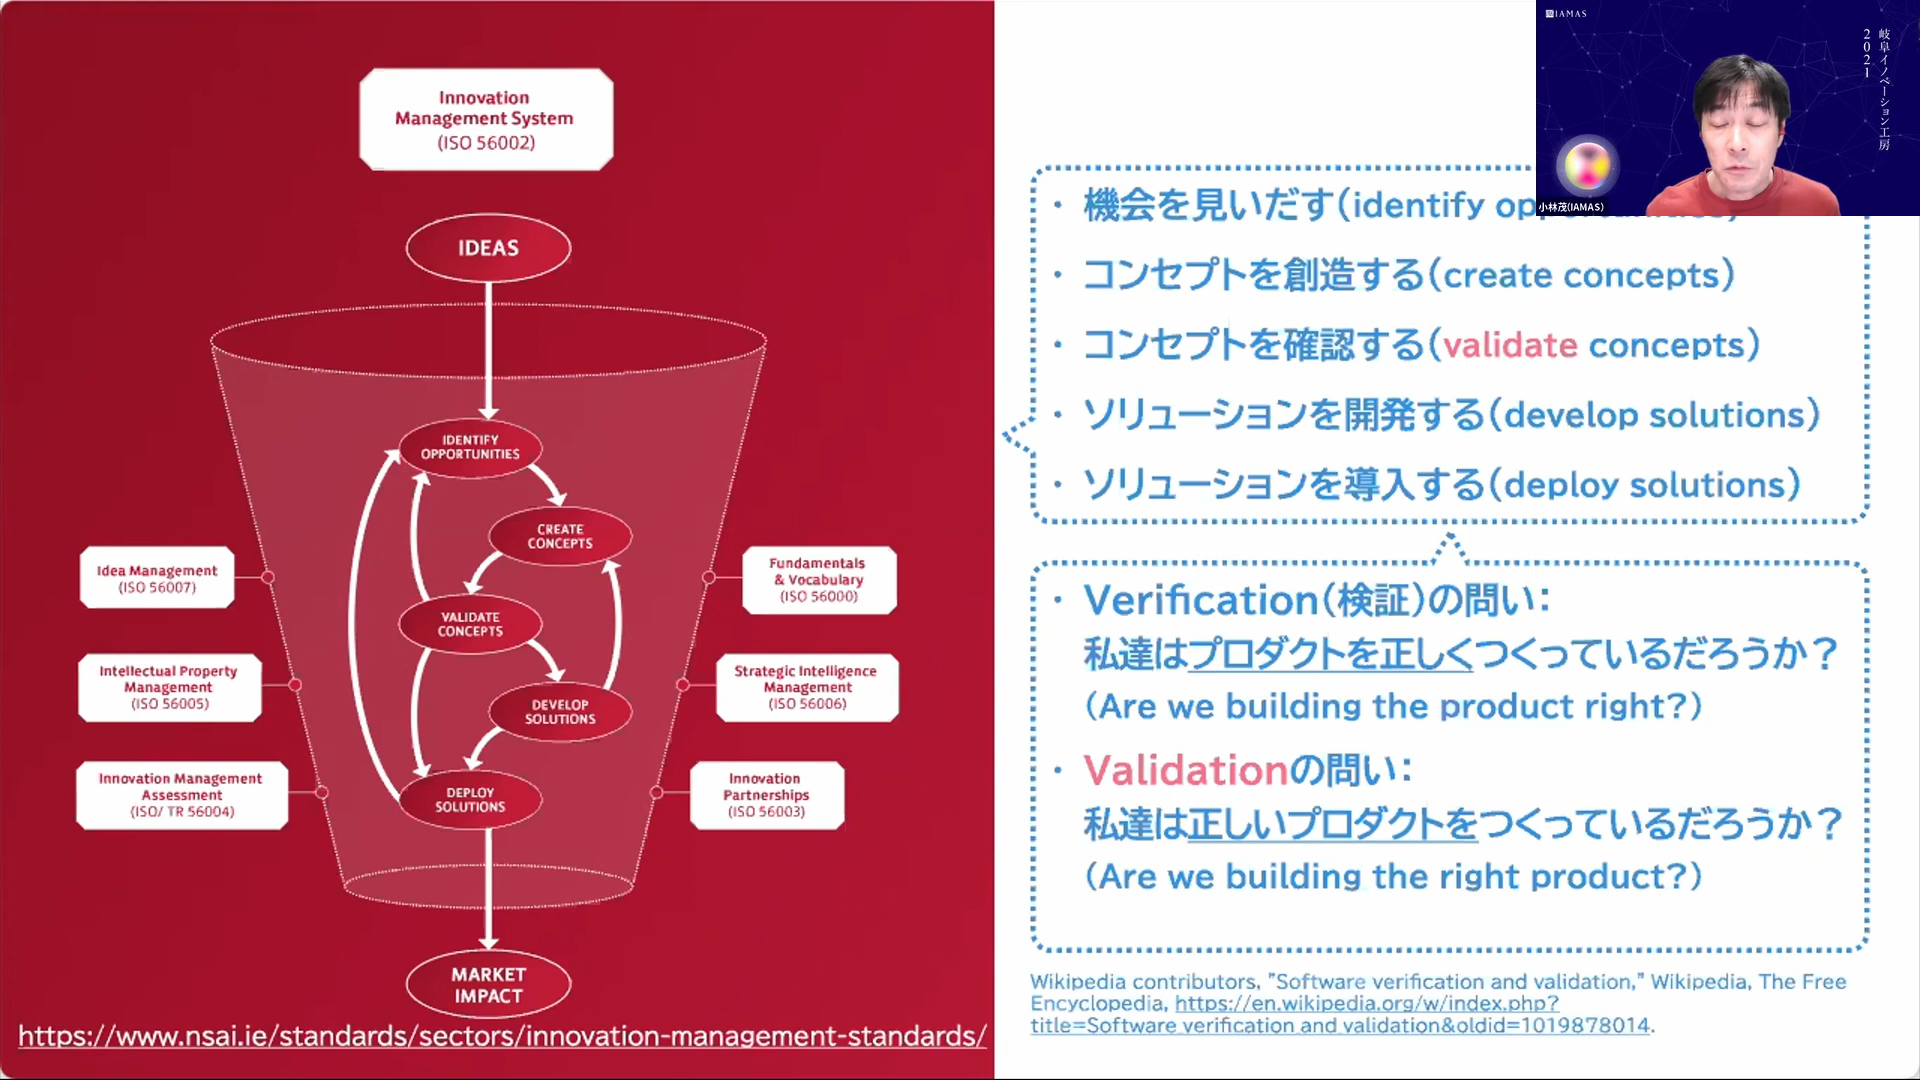 Innovation
Management System
(ISO 56002)
IDEAS
IDENTIFY
OPPORTUNITIES
CREATE
CONCEPTS
VALIDATE
CONCEPTS
DEVELOP
SOLUTIONS
DEPLOY
SOLUTIONS
MARKET
IMPACT
Idea Management
(ISO 56007)
Intellectual Property
Management
(ISO 56005)
Innovation Management
Assessment
(ISO/ TR 56004)
Fundamentals
& Vocabulary
(ISO 56000)
Strategic Intelligence
Management
(ISO 56006)
Innovation
Partnerships
(ISO 56003)
https://www.nsai.ie/standards/sectors/innovation-management-standards/
・ 機会を見いだす(identify
・ コンセプトを創造する(create concepts)
・ コンセプトを確認する(validate concepts)
・ ソリューションを開発する(develop solutions)
・ ソリューションを導入する(deploy solutions)
・ Verification(検証)の問い:
私達はプロダクトを正しくつくっているだろうか?
(Are we building the product right?)
・ Validationの問い:
私達は正しいプロダクトをつくっているだろうか?
(Are we building the right product?)
Wikipedia contributors, "Software verification and validation," Wikipedia, The Free
Encyclopedia, https://en.wikipedia.org/w/index.php?
title=Software_verification_and_validation&oldid=1019878014.
IAMAS
岐阜イノベーション工房
2021
小林茂(IAMAS)